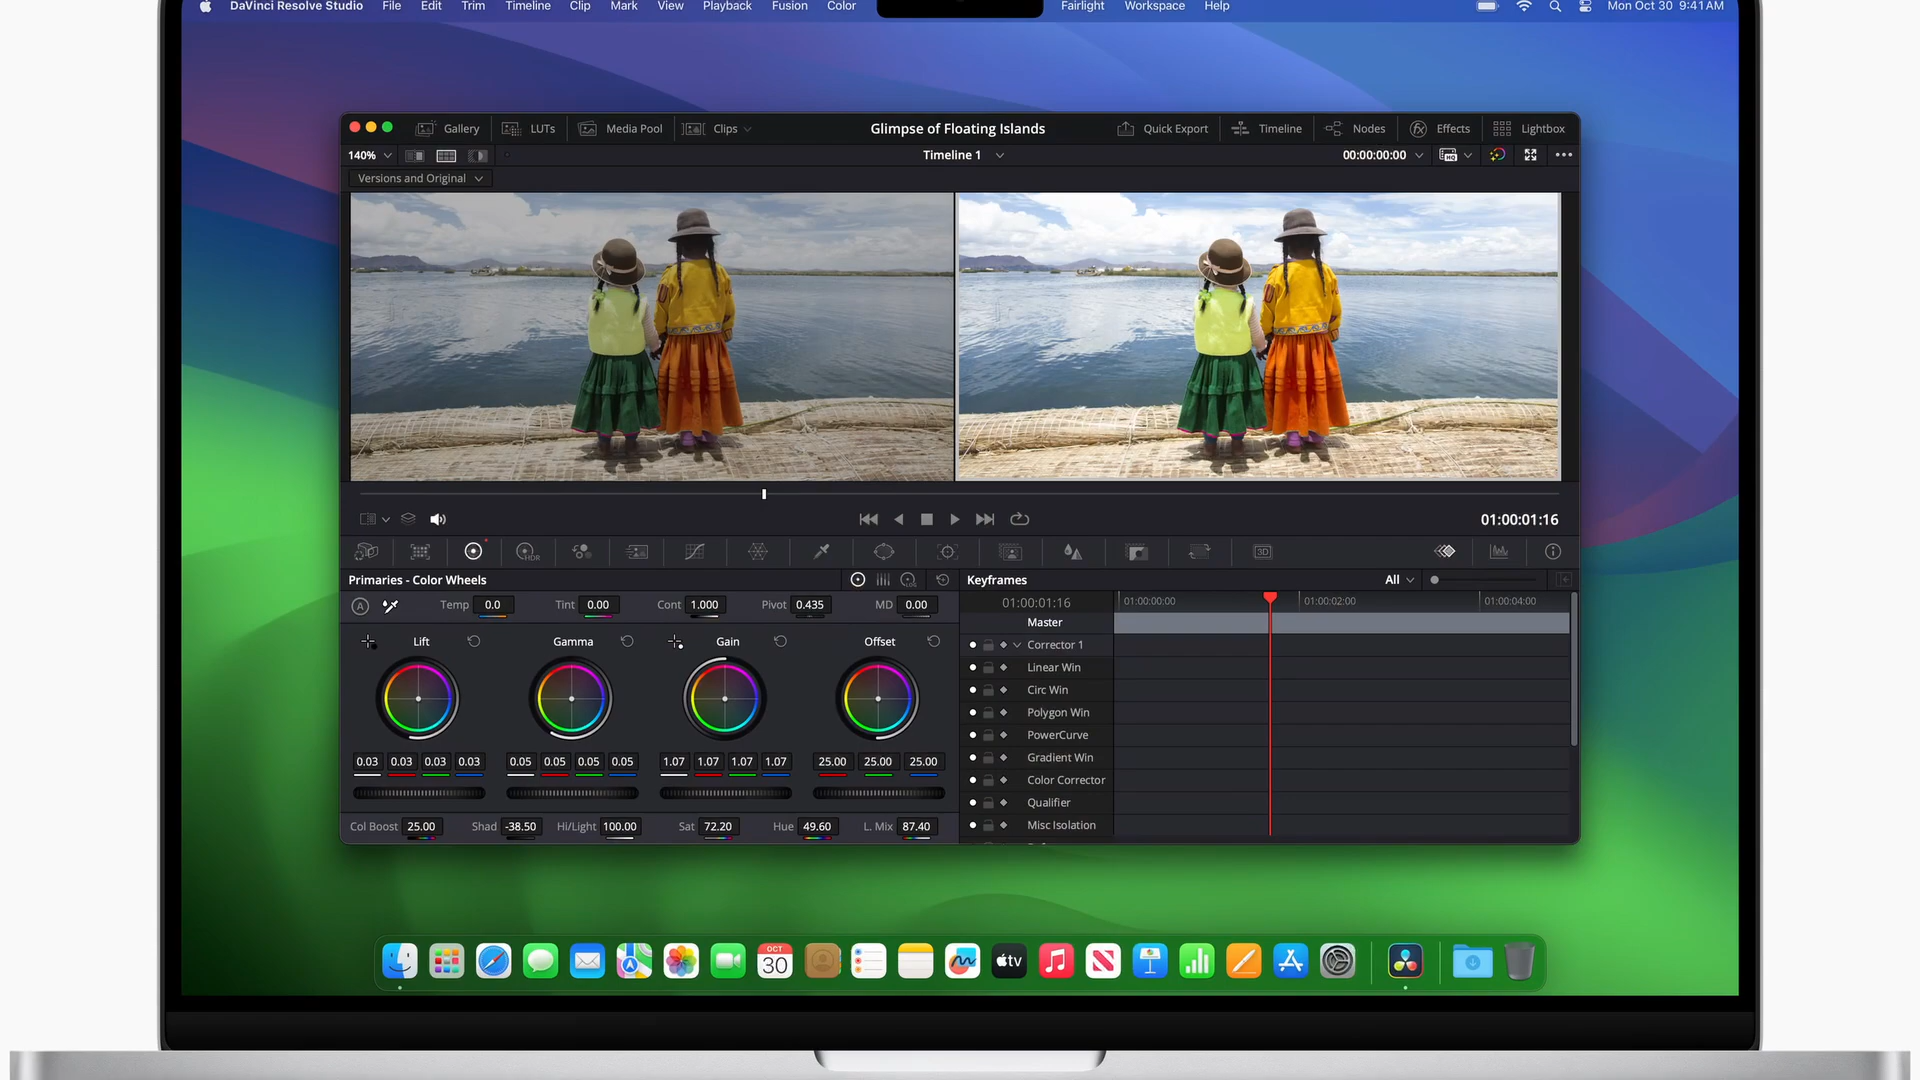 DaVinci Resolve Studio File Edit Trim Timeline Clip Mark View Playback Fusion Color Fairlight Workspace Help Mon Oct 30 9:41 AM
Gallery LUTs Media Pool Clips Glimpse of Floating Islands Quick Export Timeline Nodes Effects Lightbox
140% Timeline 1 00:00:00:00 HQ
Versions and Original
01:00:01:16
HDR 3D
Primaries - Color Wheels LOG Keyframes All
A Temp 0.0 Tint 0.00 Cont 1.000 Pivot 0.435 MD 0.00 01:00:01:16 01:00:00:00 01:00:02:00 01:00:04:00
Master
Lift Gamma Gain Offset Corrector 1
Linear Win
Circ Win
Polygon Win
PowerCurve
0.03 0.03 0.03 0.03 0.05 0.05 0.05 0.05 1.07 1.07 1.07 1.07 25.00 25.00 25.00 Gradient Win
Color Corrector
Qualifier
Col Boost 25.00 Shad -38.50 Hi/Light 100.00 Sat 72.20 Hue 49.60 L. Mix 87.40 Misc Isolation
OCT
30
tv